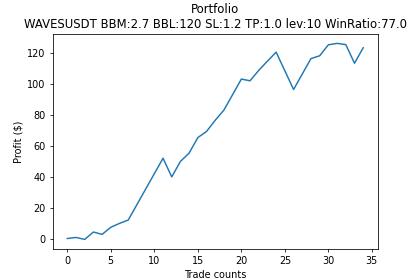 Portfolio
WAVESUSDT BBM:2.7 BBL:120 SL:1.2 TP:1.0 lev:10 WinRatio:77.0
Profit ($)
120
100
80
60
40
20
0
0 5 10 15 20 25 30 35
Trade counts